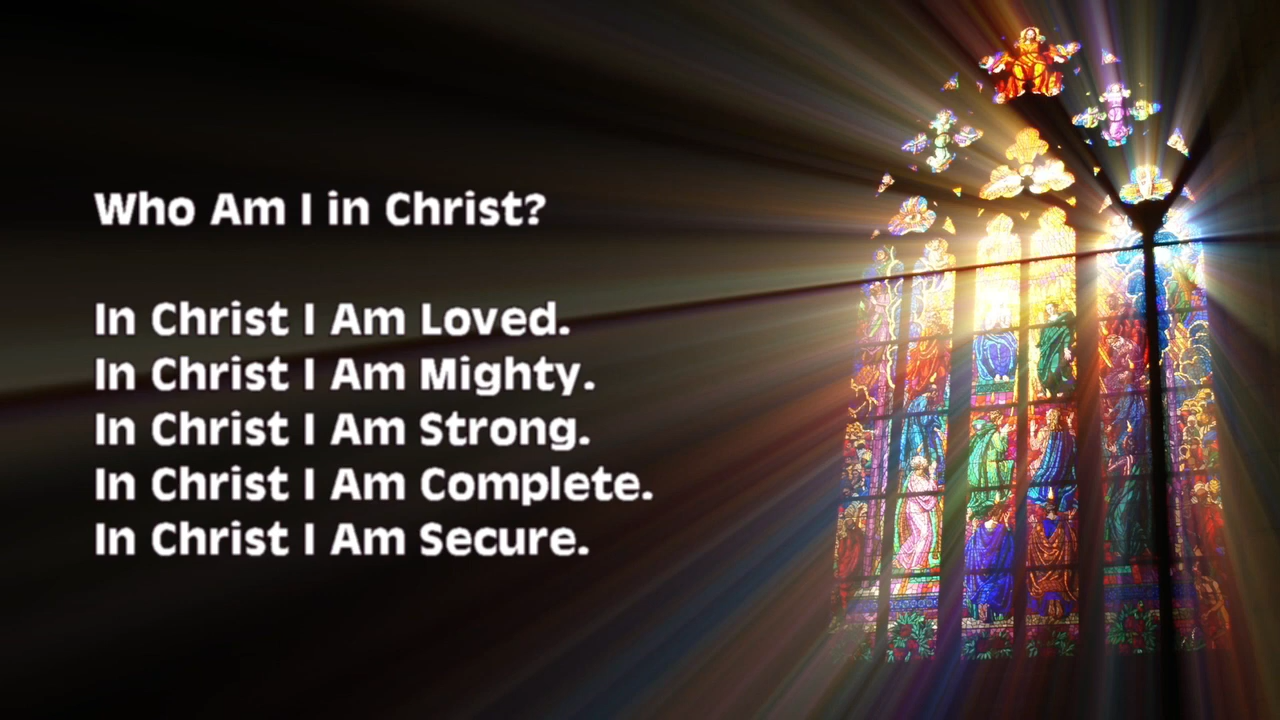 Who Am I in Christ?
In Christ I Am Loved.
In Christ I Am Mighty.
In Christ I Am Strong.
In Christ I Am Complete.
In Christ I Am Secure.